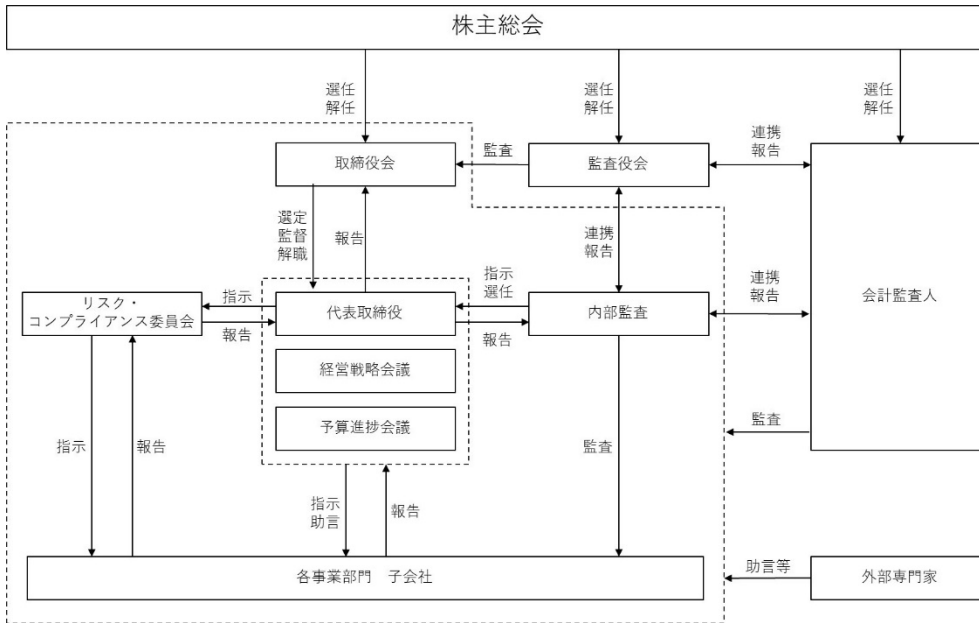 株主総会
選任
解任
選任
解任
選任
解任
取締役会
監査
監査役会
連携
報告
選定
監督
解職
報告
連携
報告
会計監査人
リスク・
コンプライアンス委員会
指示
報告
代表取締役
指示
選任
報告
内部監査
連携
報告
経営戦略会議
予算進捗会議
指示
報告
監査
監査
指示
助言
報告
各事業部門 子会社
助言等
外部専門家